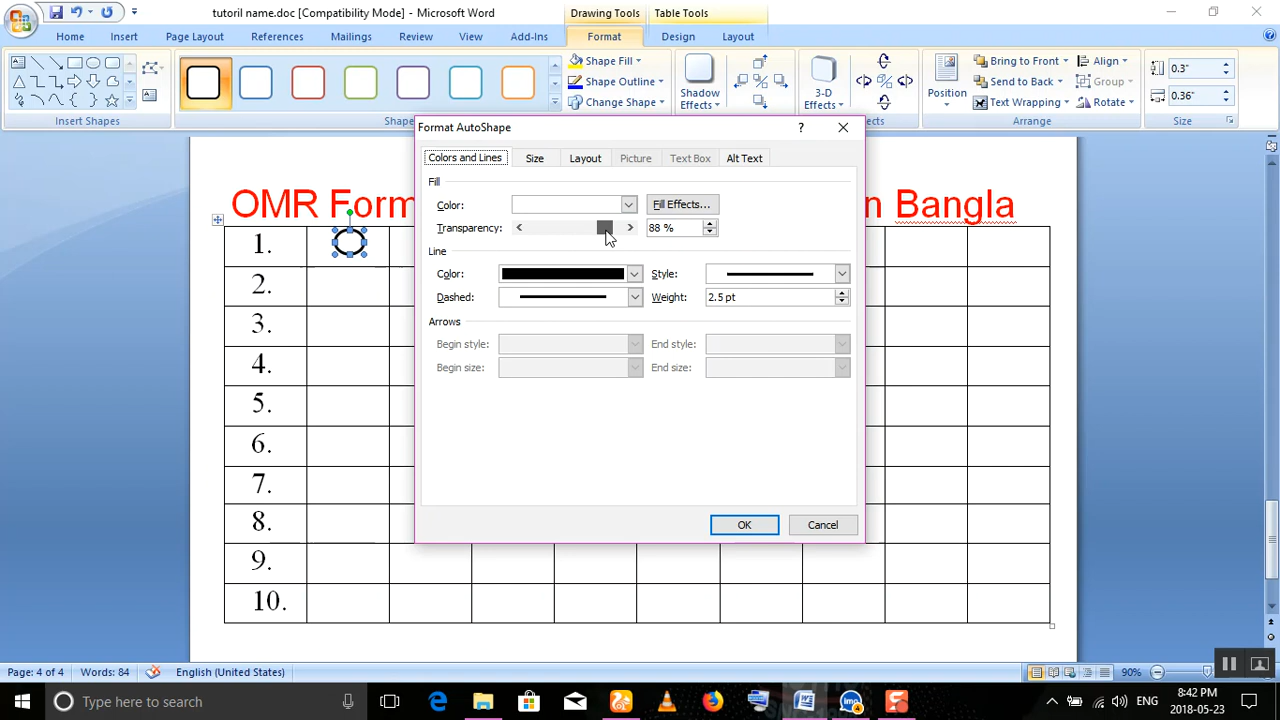 tutoril name.doc [Compatibility Mode] - Microsoft Word
Drawing Tools
Table Tools
Home
Insert
Page Layout
References
Mailings
Review
View
Add-Ins
Format
Design
Layout
Shape Fill
Shape Outline
Change Shape
Shadow
Effects
3-D
Effects
Position
Bring to Front
Send to Back
Text Wrapping
Align
Group
Rotate
0.3"
0.36"
Insert Shapes
Arrange
Size
Format AutoShape
?
Colors and Lines
Size
Layout
Picture
Text Box
Alt Text
Fill
Color:
Fill Effects...
Transparency:
88 %
Line
Color:
Style:
Dashed:
Weight:
2.5 pt
Arrows
Begin style:
End style:
Begin size:
End size:
OK
Cancel
OMR
Bangla
1.
2.
3.
4.
5.
6.
7.
8.
9.
10.
Page: 4 of 4
Words: 84
English (United States)
90%
Type here to search
4
ENG
8:42 PM
2018-05-23